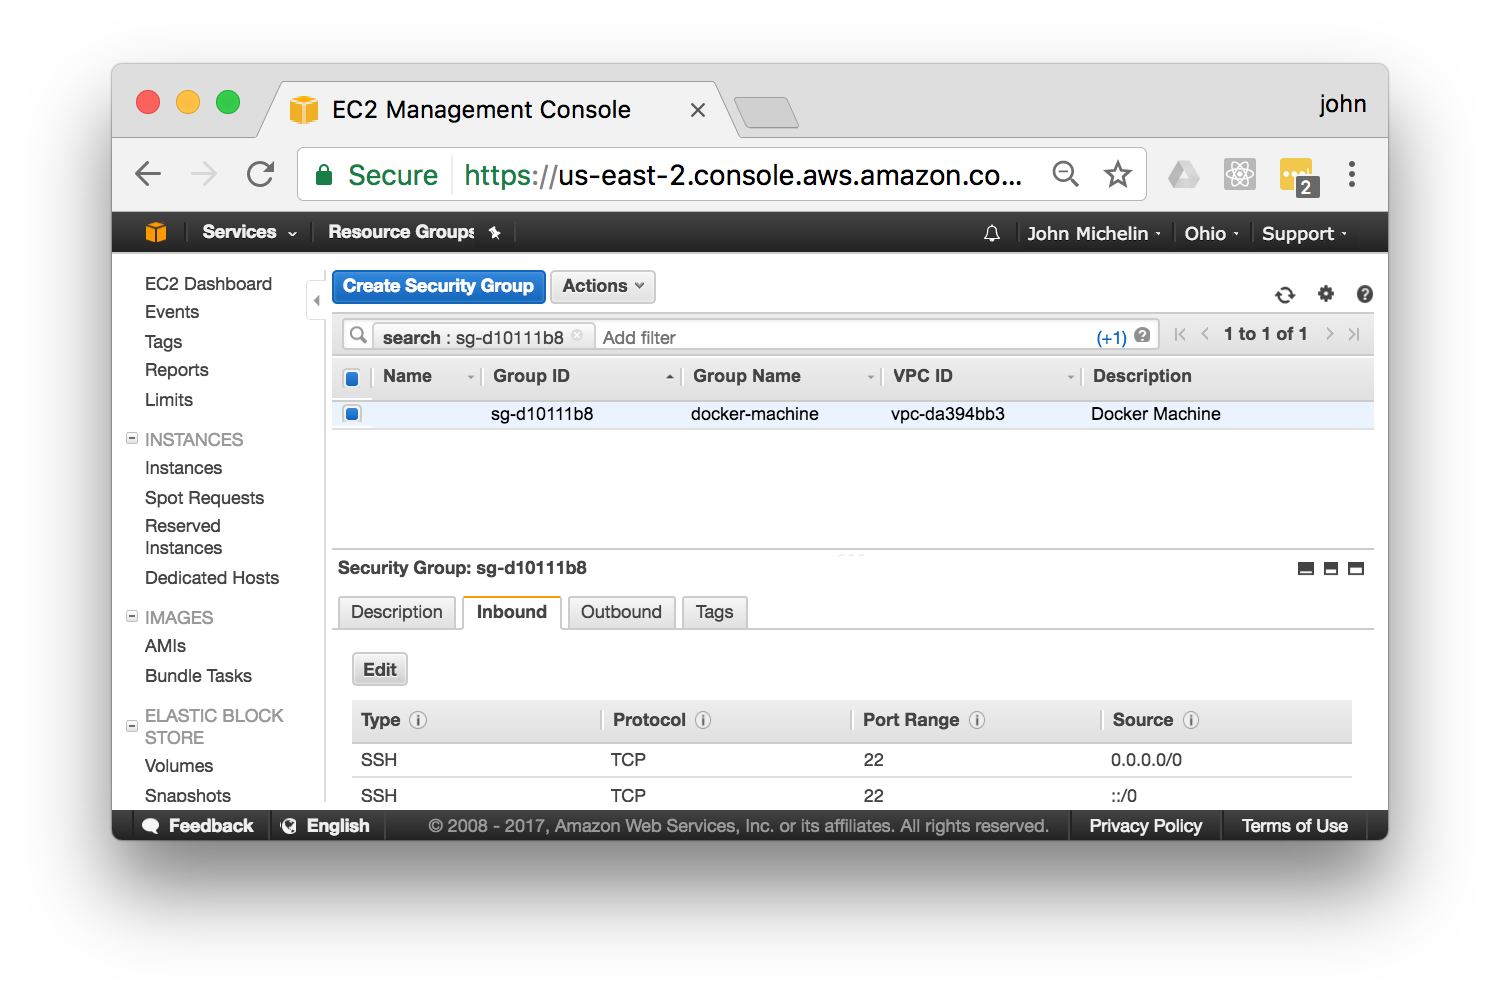 EC2 Management Console
john
Secure https://us-east-2.console.aws.amazon.co...
2
Services Resource Groups John Michelin Ohio Support
EC2 Dashboard
Events
Tags
Reports
Limits
INSTANCES
Instances
Spot Requests
Reserved
Instances
Dedicated Hosts
IMAGES
AMIs
Bundle Tasks
ELASTIC BLOCK
STORE
Volumes
Snapshots
Create Security Group Actions
search : sg-d10111b8 Add filter (+1) 1 to 1 of 1
Name Group ID Group Name VPC ID Description
sg-d10111b8 docker-machine vpc-da394bb3 Docker Machine
Security Group: sg-d10111b8
Description Inbound Outbound Tags
Edit
Type Protocol Port Range Source
SSH TCP 22 0.0.0.0/0
SSH TCP 22 ::/0
Feedback English © 2008 - 2017, Amazon Web Services, Inc. or its affiliates. All rights reserved. Privacy Policy Terms of Use